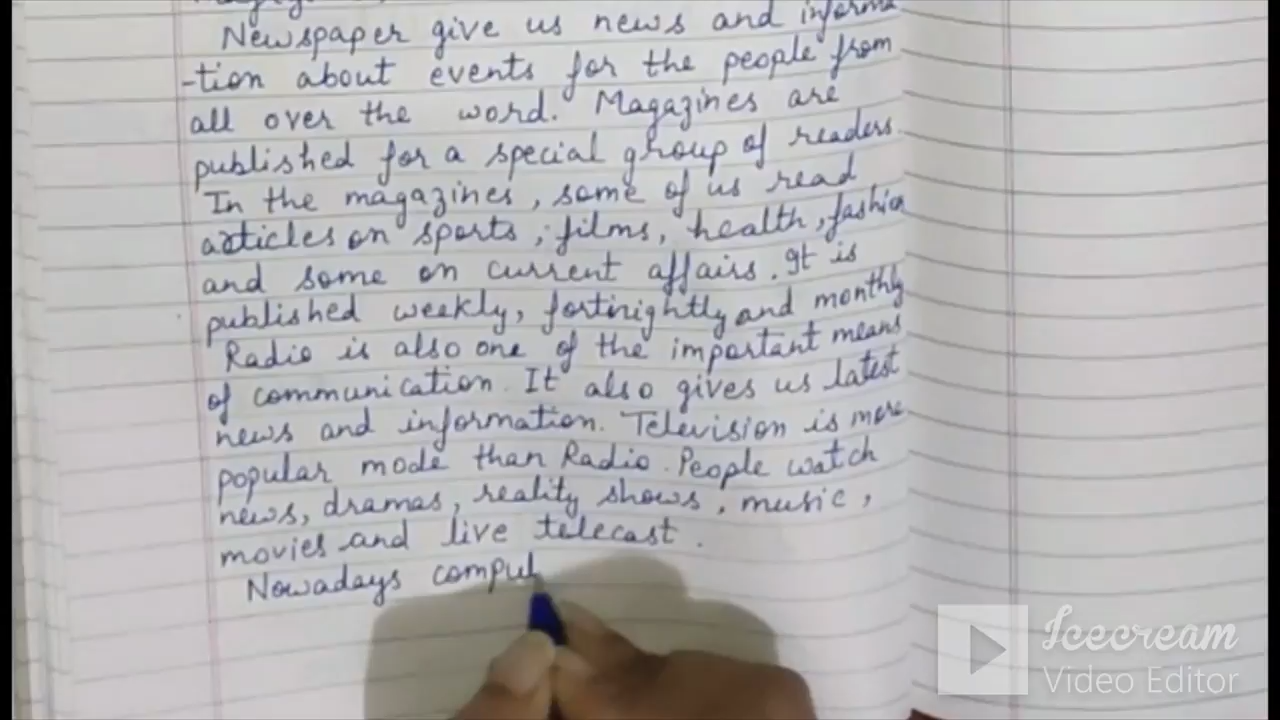 Newspaper give us news and informa
-tion about events for the people from
all over the word. Magazines are
published for a special group of readers.
In the magazines, some of us read
articles on sports, films, health, fashion
and some on current affairs. It is
published weekly, fortinightly and monthly
Radio is also one of the important means
of communication. It also gives us latest
news and information. Television is more
popular mode than Radio. People watch
news, dramas, reality shows, music,
movies and live telecast.
Nowadays comput
Icecream
Video Editor